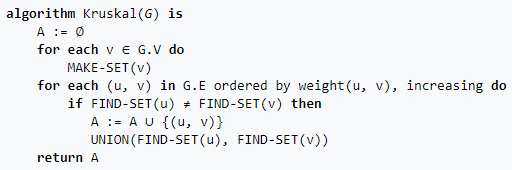 algorithm Kruskal(G) is
    A := ∅
    for each v ∈ G.V do
        MAKE-SET(v)
    for each (u, v) in G.E ordered by weight(u, v), increasing do
        if FIND-SET(u) ≠ FIND-SET(v) then
            A := A ∪ {(u, v)}
            UNION(FIND-SET(u), FIND-SET(v))
    return A